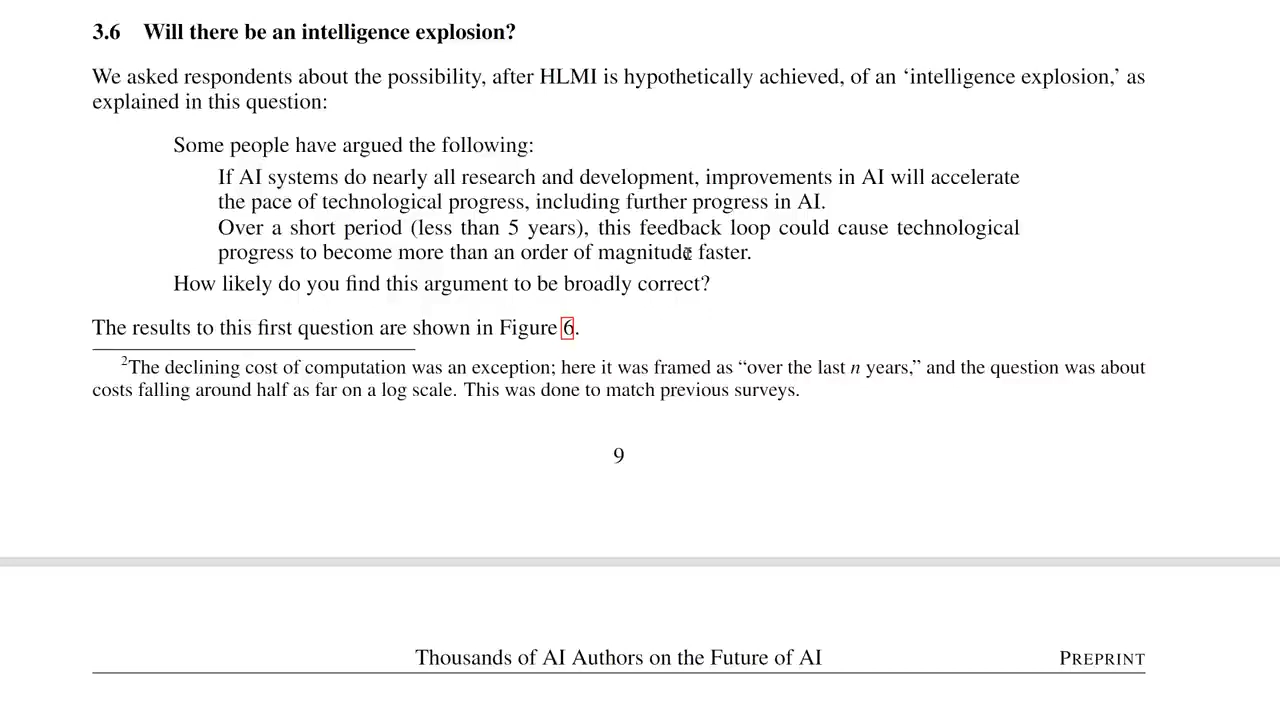 3.6 Will there be an intelligence explosion?
We asked respondents about the possibility, after HLMI is hypothetically achieved, of an ‘intelligence explosion,’ as
explained in this question:
Some people have argued the following:
If AI systems do nearly all research and development, improvements in AI will accelerate
the pace of technological progress, including further progress in AI.
Over a short period (less than 5 years), this feedback loop could cause technological
progress to become more than an order of magnitude faster.
How likely do you find this argument to be broadly correct?
The results to this first question are shown in Figure 6.
2The declining cost of computation was an exception; here it was framed as “over the last n years,” and the question was about
costs falling around half as far on a log scale. This was done to match previous surveys.
9
Thousands of AI Authors on the Future of AI PREPRINT